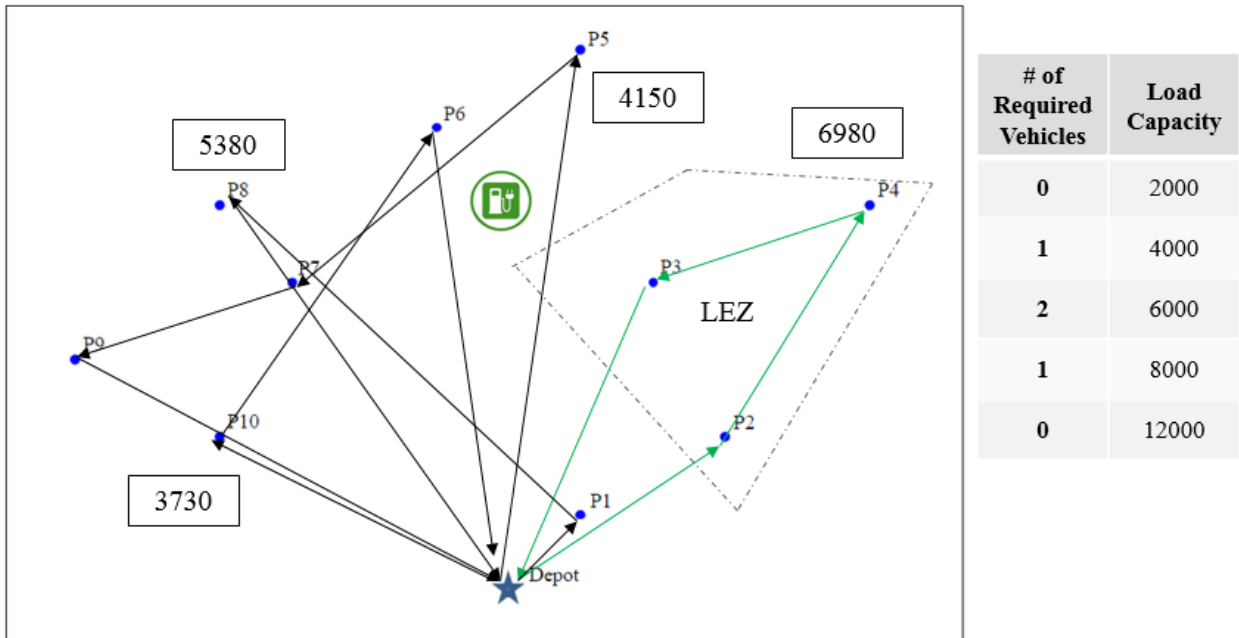 P5
4150
P6
5380
6980
P8
P4
P7
P3
LEZ
P9
P10
P2
3730
P1
Depot
# of
Required
Vehicles
Load
Capacity
0 2000
1 4000
2 6000
1 8000
0 12000